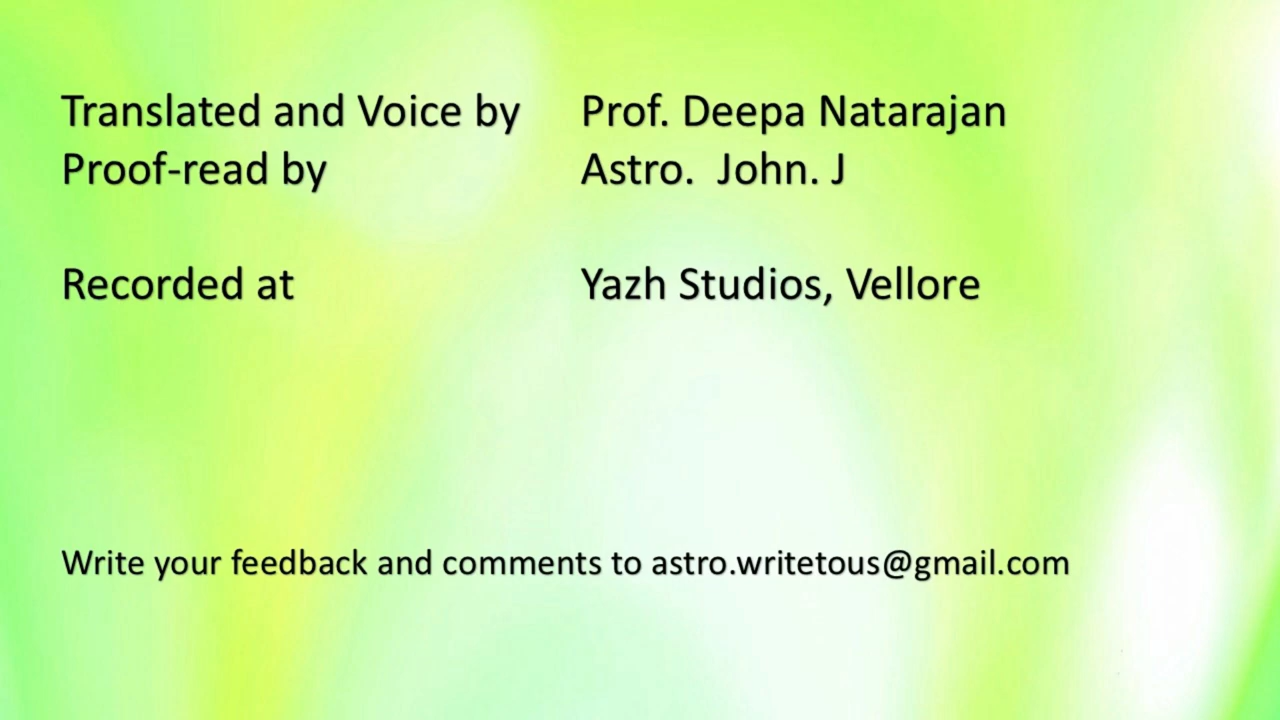 Translated and Voice by Prof. Deepa Natarajan
Proof-read by Astro. John. J
Recorded at Yazh Studios, Vellore
Write your feedback and comments to astro.writetous@gmail.com